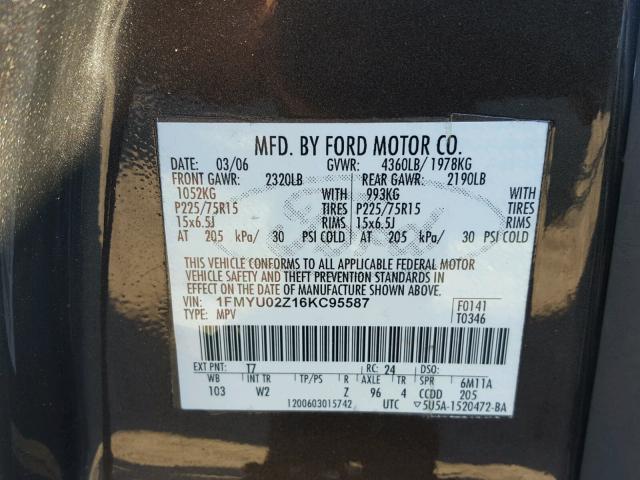 MFD. BY FORD MOTOR CO.
DATE: 03/06 GVWR: 4360LB/ 1978KG
FRONT GAWR: 2320LB REAR GAWR: 2190LB
1052KG WITH 993KG WITH
P225/75R15 TIRES P225/75R15 TIRES
15x6.5J RIMS 15x6.5J RIMS
AT 205 kPa/ 30 PSI COLD AT 205 kPa/ 30 PSI COLD
THIS VEHICLE CONFORMS TO ALL APPLICABLE FEDERAL MOTOR
VEHICLE SAFETY AND THEFT PREVENTION STANDARDS IN
EFFECT ON THE DATE OF MANUFACTURE SHOWN ABOVE.
VIN: 1FMYU02Z16KC95587 F0141
TYPE: MPV T0346
EXT PNT: T7 RC: 24 DSO:
WB INT TR TP/PS R AXLE TR SPR 6M11A
103 W2 Z 96 4 CCDD 205
1200603015742 UTC ▽5U5A-1520472-BA